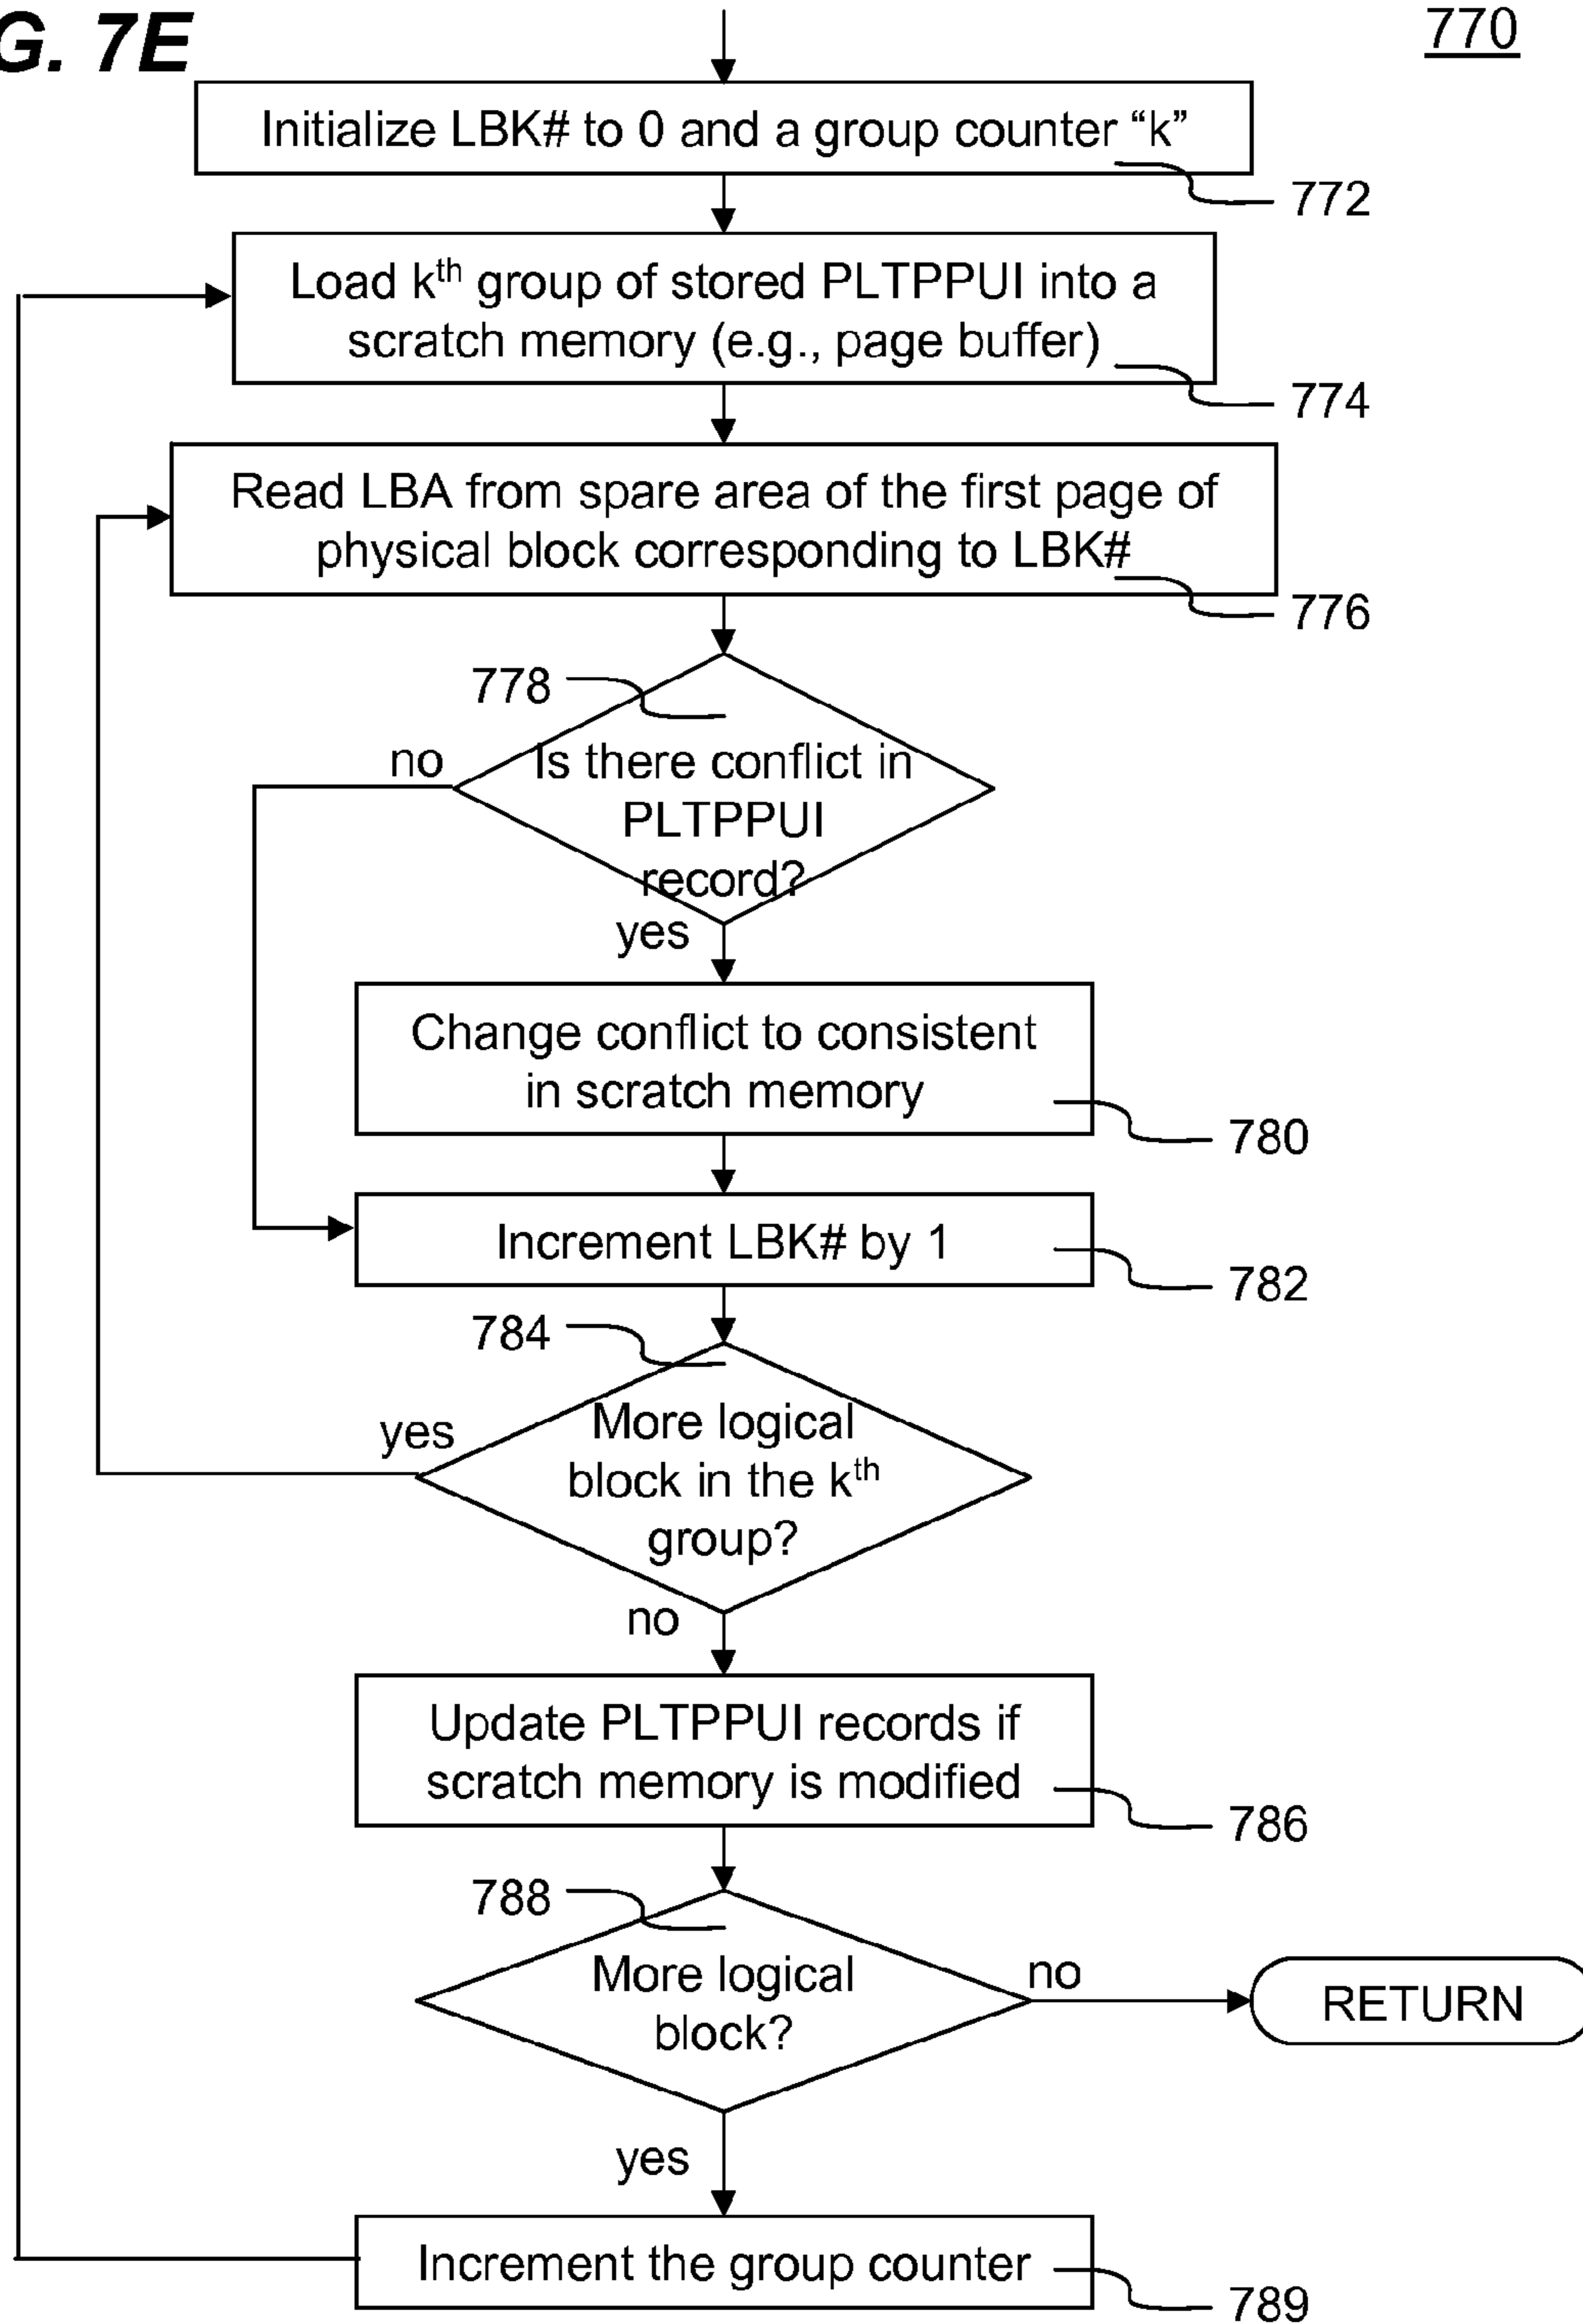 G. 7E
770
Initialize LBK# to 0 and a group counter “k”
772
Load kth group of stored PLTPPUI into a
scratch memory (e.g., page buffer)
774
Read LBA from spare area of the first page of
physical block corresponding to LBK#
776
778
no
Is there conflict in
PLTPPUI
record?
yes
Change conflict to consistent
in scratch memory
780
Increment LBK# by 1
782
784
yes
More logical
block in the kth
group?
no
Update PLTPPUI records if
scratch memory is modified
786
788
More logical
block?
no
RETURN
yes
Increment the group counter
789